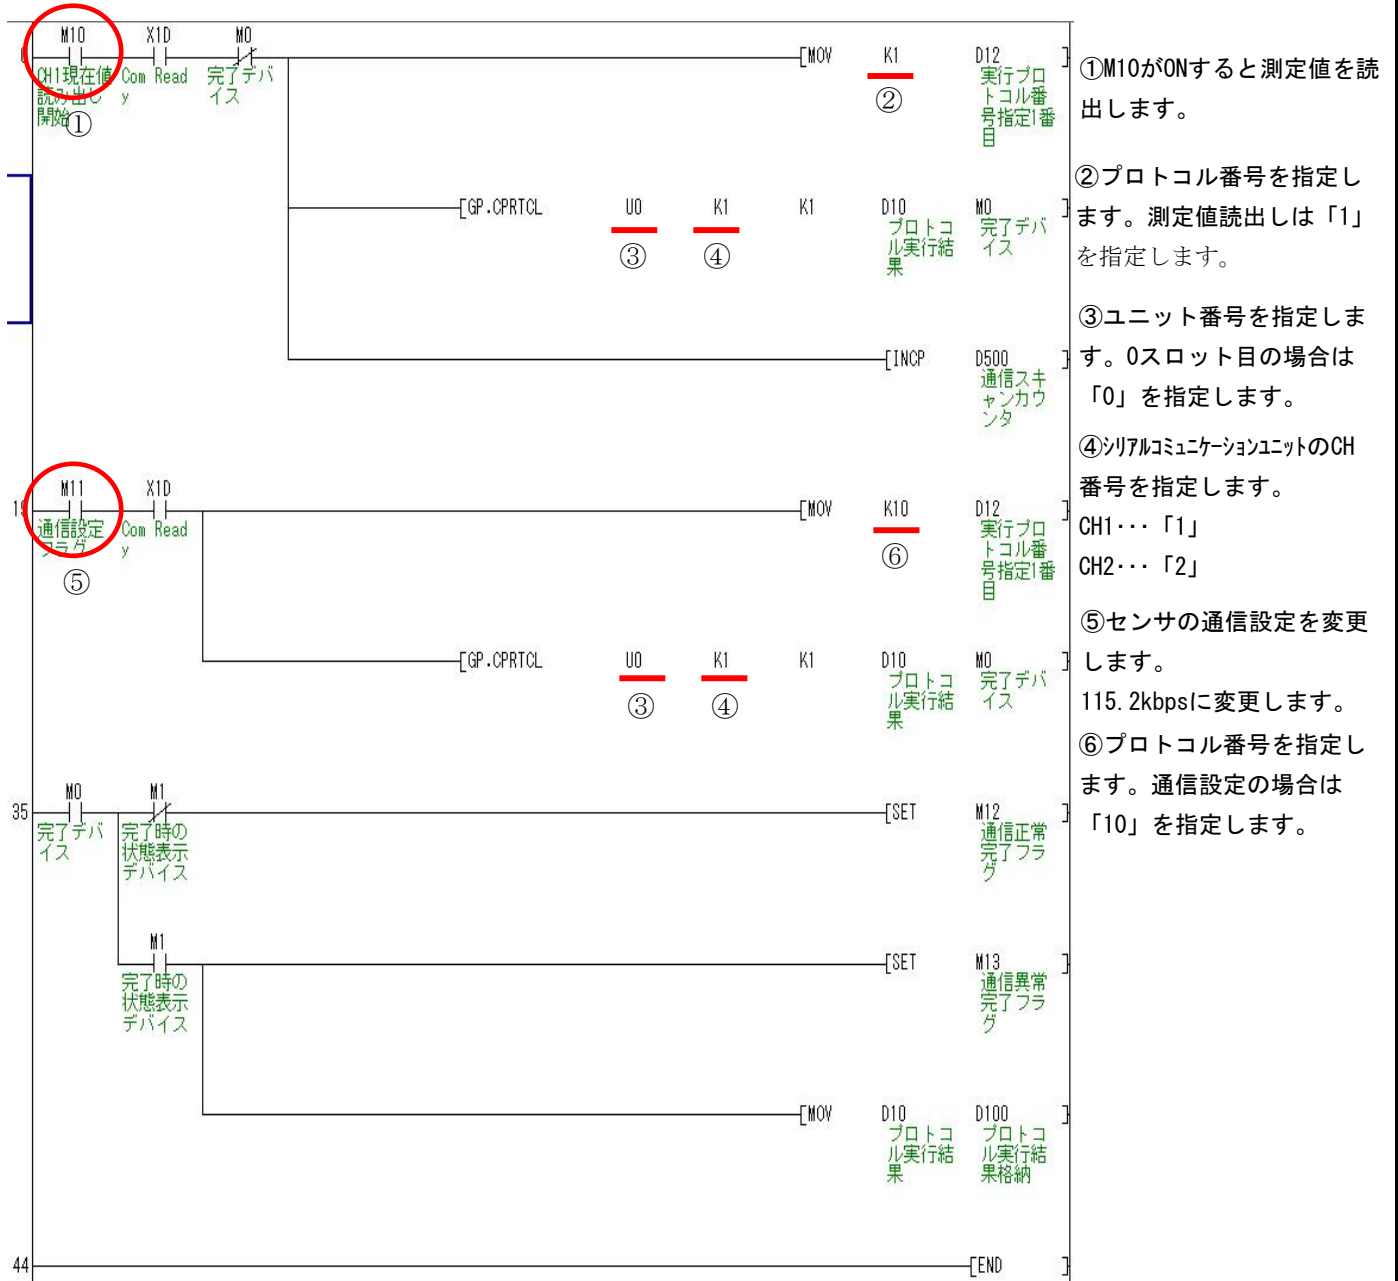 M10 X1D M0
0 [MOV K1 D12 ]
CH1現在値 Com Read 完了デバ 実行プロ
読み出し y イス トコル番
開始 号指定1番
目
① ②
[GP.CPRTCL U0 K1 K1 D10 M0 ]
プロトコ 完了デバ
ル実行結 イス
果
③ ④
[INCP D500 ]
通信スキ
ャンカウ
ンタ
M11 X1D
[MOV K10 D12 ]
通信設定 Com Read 実行プロ
フラグ y トコル番
号指定1番
目
⑤ ⑥
[GP.CPRTCL U0 K1 K1 D10 M0 ]
プロトコ 完了デバ
ル実行結 イス
果
③ ④
M0 M1
35 [SET M12 ]
完了デバ 完了時の 通信正常
イス 状態表示 完了フラ
デバイス グ
M1
[SET M13 ]
完了時の 通信異常
状態表示 完了フラ
デバイス グ
[MOV D10 D100 ]
プロトコ プロトコ
ル実行結 ル実行結
果 果格納
44 [END ]
①M10がONすると測定値を読
出します。
②プロトコル番号を指定し
ます。測定値読出しは「1」
を指定します。
③ユニット番号を指定しま
す。0スロット目の場合は
「0」を指定します。
④ｼﾘｱﾙｺﾐｭﾆｹｰｼｮﾝﾕﾆｯﾄのCH
番号を指定します。
CH1･･･「1」
CH2･･･「2」
⑤センサの通信設定を変更
します。
115.2kbpsに変更します。
⑥プロトコル番号を指定し
ます。通信設定の場合は
「10」を指定します。